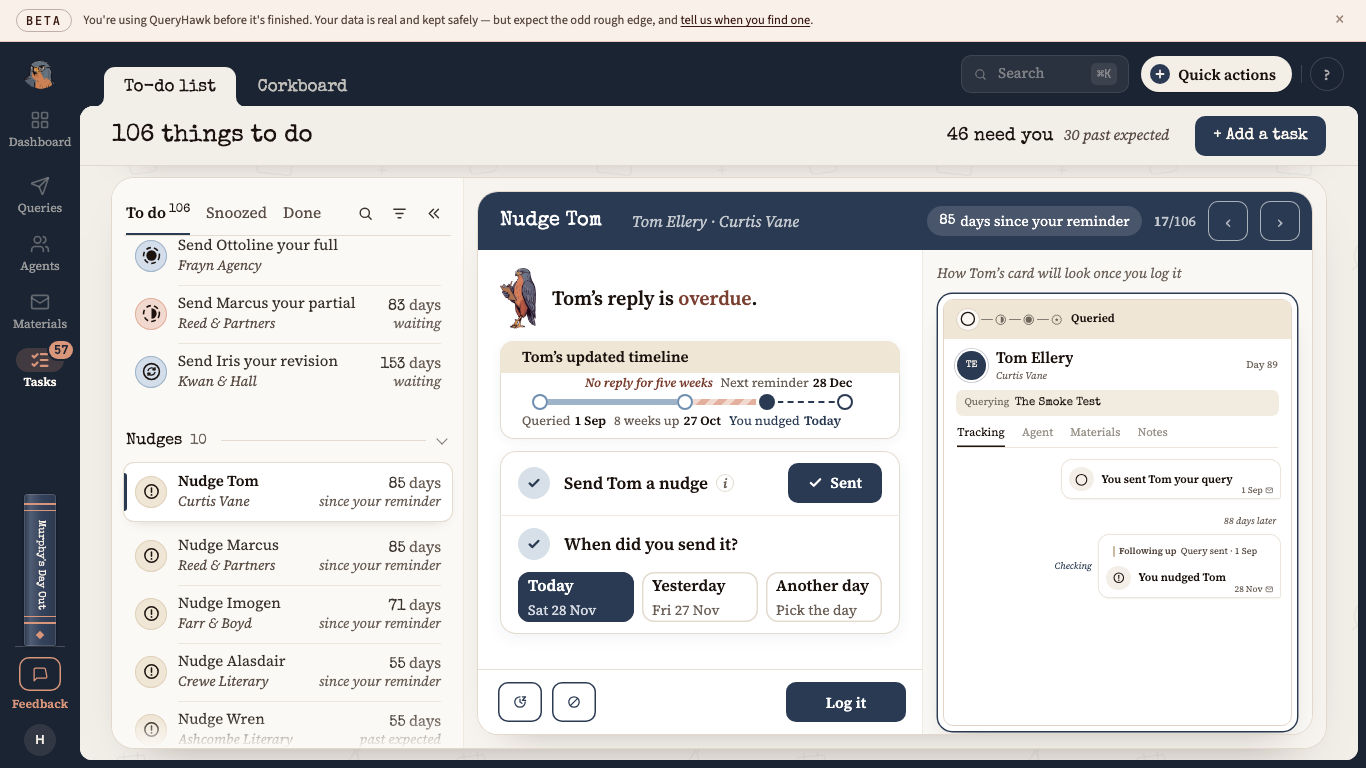 BETA
You're using QueryHawk before it's finished. Your data is real and kept safely — but expect the odd rough edge, and tell us when you find one.
×
To-do list
Corkboard
Search ⌘K
Quick actions
?
Dashboard
Queries
Agents
Materials
57
Tasks
Murphy's Day Out
Feedback
H
106 things to do
46 need you 30 past expected
+ Add a task
To do 106 Snoozed Done
Send Ottoline your full
Frayn Agency
Send Marcus your partial 83 days
Reed & Partners waiting
Send Iris your revision 153 days
Kwan & Hall waiting
Nudges 10
Nudge Tom 85 days
Curtis Vane since your reminder
Nudge Marcus 85 days
Reed & Partners since your reminder
Nudge Imogen 71 days
Farr & Boyd since your reminder
Nudge Alasdair 55 days
Crewe Literary since your reminder
Nudge Wren 55 days
Ashcombe Literary past expected
Nudge Tom Tom Ellery · Curtis Vane
85 days since your reminder 17/106 ‹ ›
Tom's reply is overdue.
Tom's updated timeline
No reply for five weeks Next reminder 28 Dec
Queried 1 Sep 8 weeks up 27 Oct You nudged Today
Send Tom a nudge i Sent
When did you send it?
Today Yesterday Another day
Sat 28 Nov Fri 27 Nov Pick the day
Log it
How Tom's card will look once you log it
Queried
TE
Tom Ellery Day 89
Curtis Vane
Querying The Smoke Test
Tracking Agent Materials Notes
You sent Tom your query
1 Sep
88 days later
Following up Query sent · 1 Sep
Checking
You nudged Tom
28 Nov